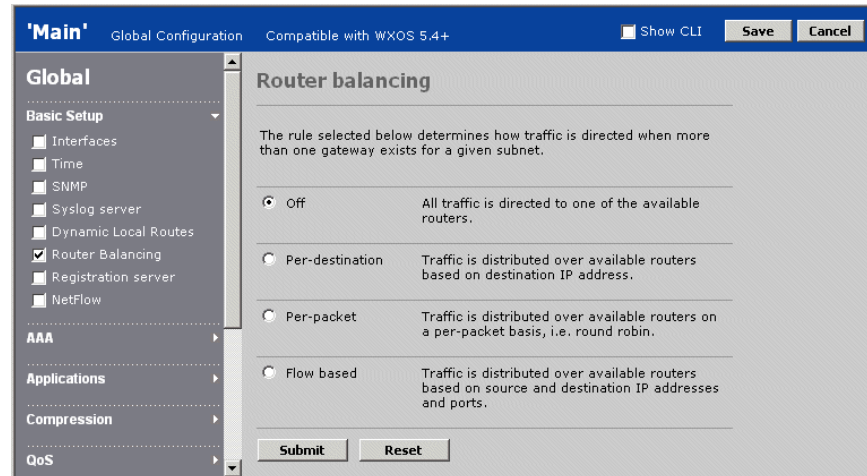 'Main' Global Configuration Compatible with WXOS 5.4+ Show CLI Save Cancel
Global
Basic Setup
Interfaces
Time
SNMP
Syslog server
Dynamic Local Routes
Router Balancing
Registration server
NetFlow
AAA
Applications
Compression
QoS
Router balancing
The rule selected below determines how traffic is directed when more
than one gateway exists for a given subnet.
Off All traffic is directed to one of the available
routers.
Per-destination Traffic is distributed over available routers
based on destination IP address.
Per-packet Traffic is distributed over available routers on
a per-packet basis, i.e. round robin.
Flow based Traffic is distributed over available routers
based on source and destination IP addresses
and ports.
Submit Reset